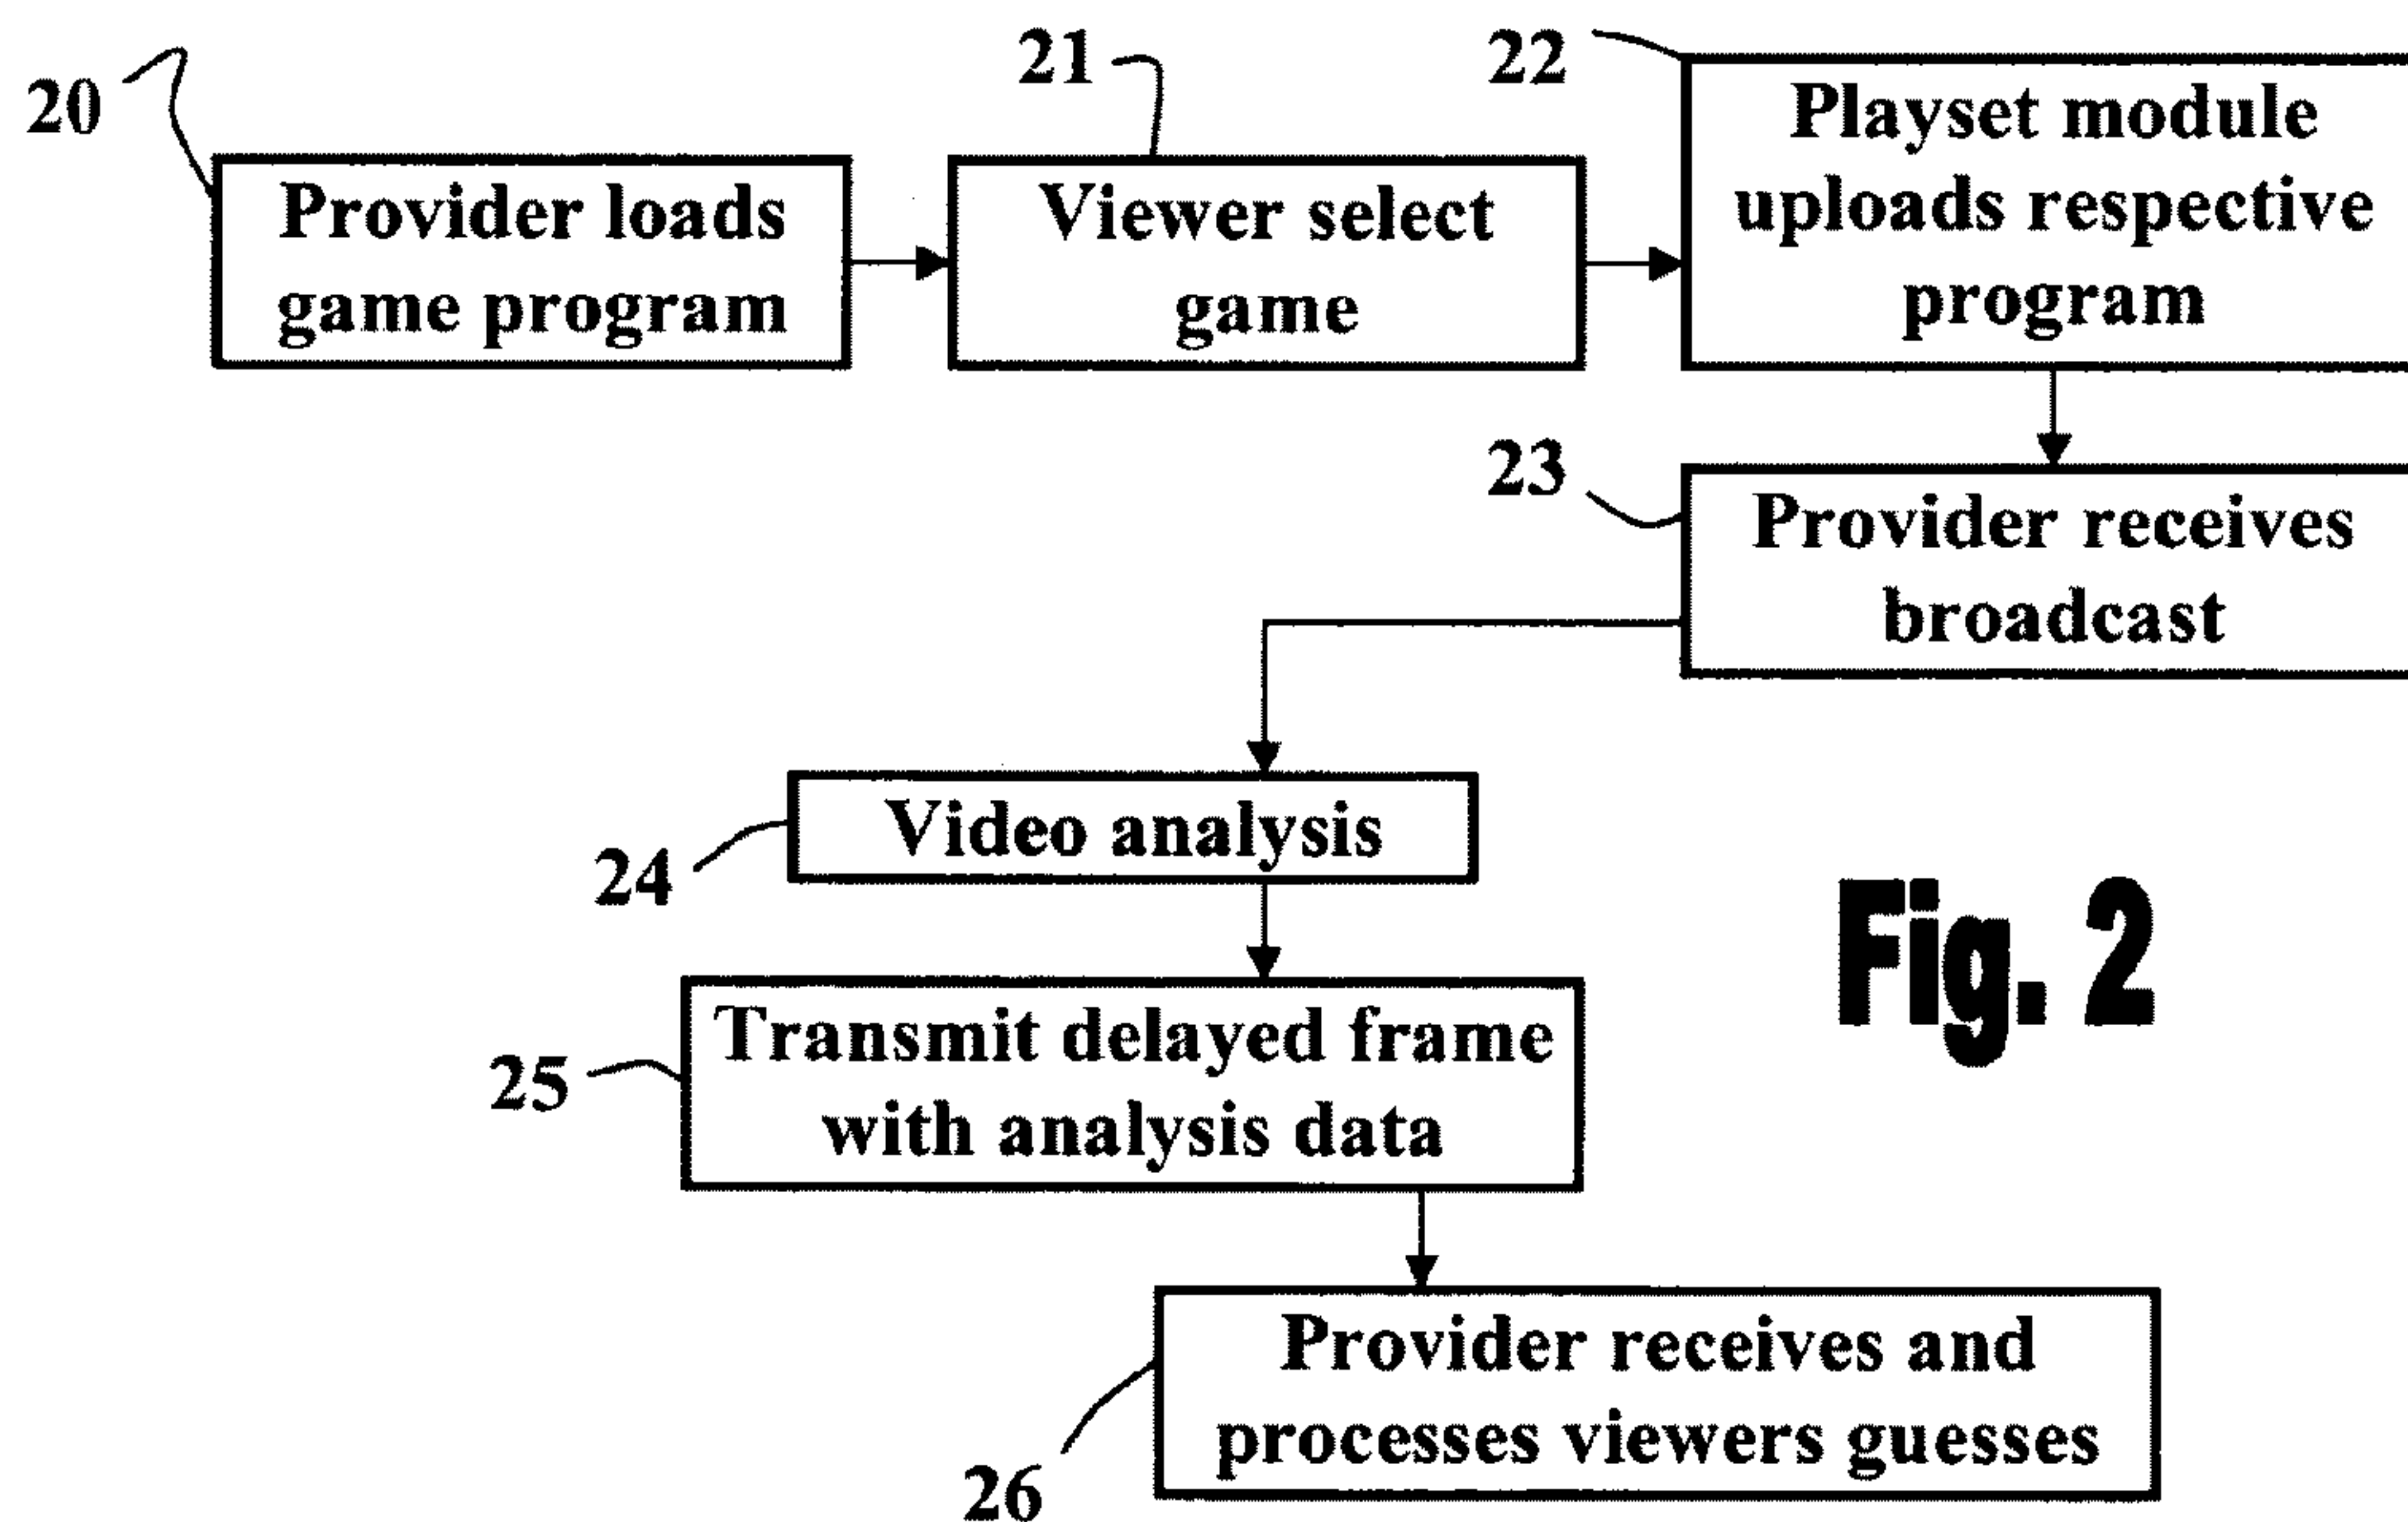 20
Provider loads
game program
21
Viewer select
game
22
Playset module
uploads respective
program
23
Provider receives
broadcast
24
Video analysis
25
Transmit delayed frame
with analysis data
26
Provider receives and
processes viewers guesses
Fig. 2